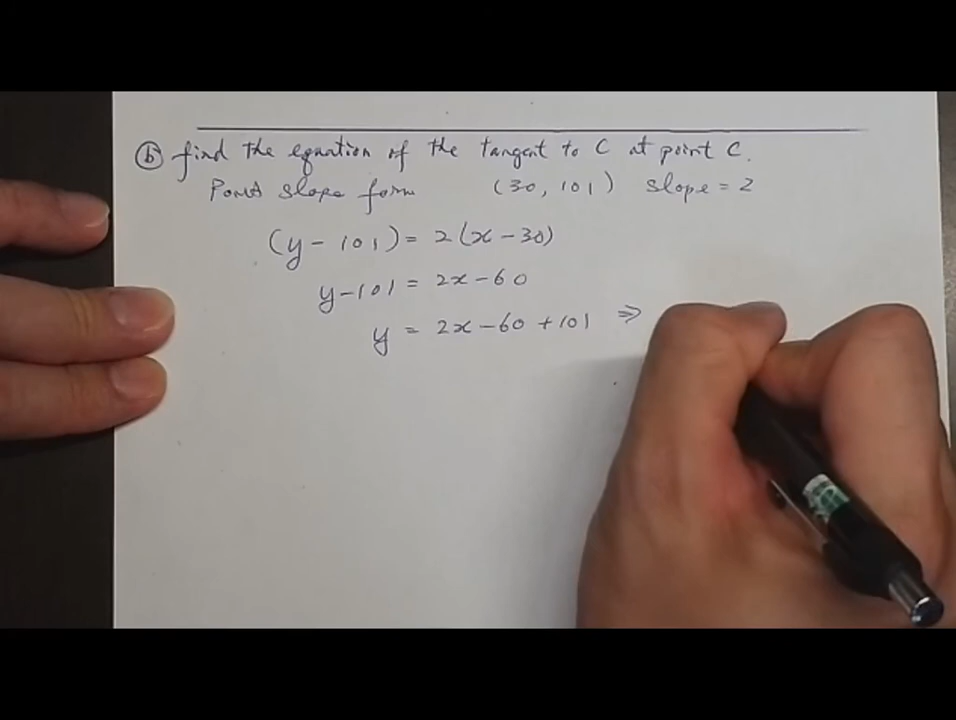 ⓑ find the equation of the tangent to C at point C.
Point slope form (30, 101) slope = 2
(y - 101) = 2(x - 30)
y - 101 = 2x - 60
y = 2x - 60 + 101 ⇒